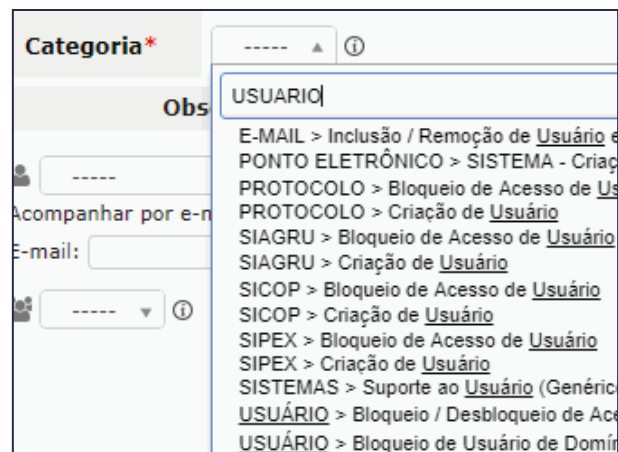 Categoria* -----
USUARIO
Obs
E-MAIL > Inclusão / Remoção de Usuário e
-----
PONTO ELETRÔNICO > SISTEMA - Criaç
PROTOCOLO > Bloqueio de Acesso de Us
Acompanhar por e-m
PROTOCOLO > Criação de Usuário
SIAGRU > Bloqueio de Acesso de Usuário
E-mail:
SIAGRU > Criação de Usuário
SICOP > Bloqueio de Acesso de Usuário
-----
SICOP > Criação de Usuário
SIPEX > Bloqueio de Acesso de Usuário
SIPEX > Criação de Usuário
SISTEMAS > Suporte ao Usuário (Genéric
USUÁRIO > Bloqueio / Desbloqueio de Ace
USUÁRIO > Bloqueio de Usuário de Domín